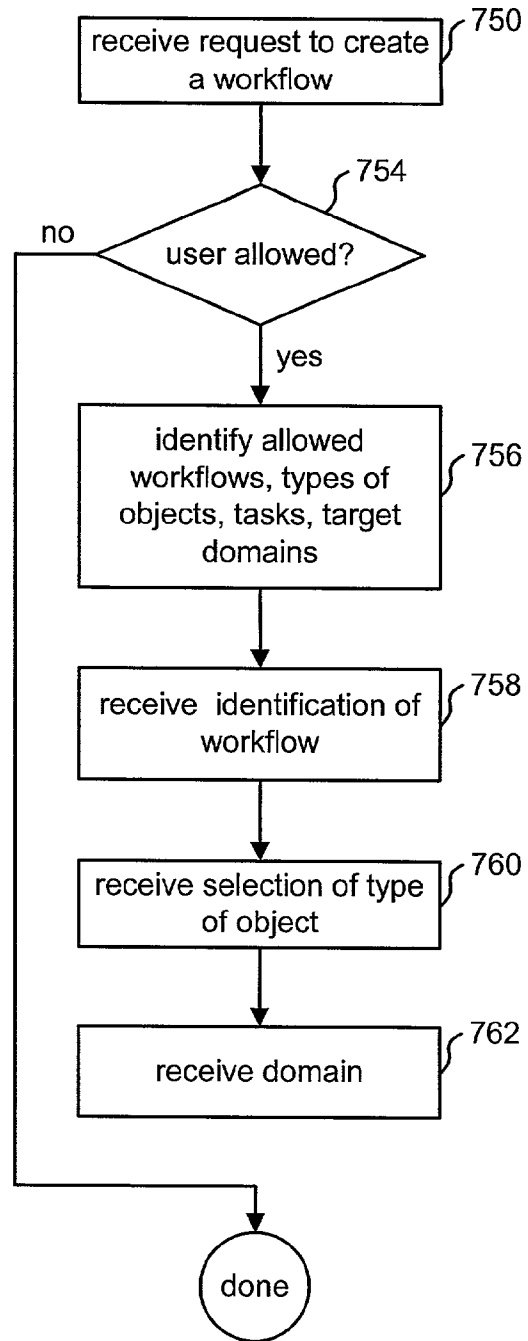 750
receive request to create
a workflow
754
no
user allowed?
yes
756
identify allowed
workflows, types of
objects, tasks, target
domains
758
receive identification of
workflow
760
receive selection of type
of object
762
receive domain
done